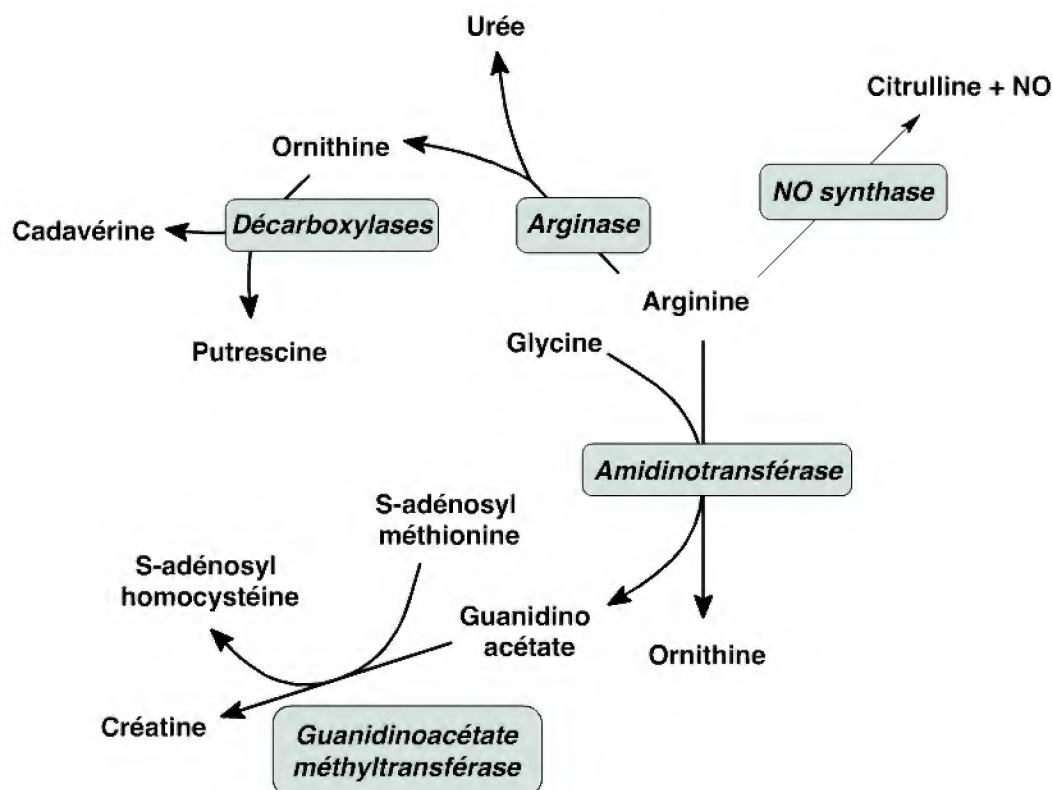 Urée
Citrulline + NO
Ornithine
NO synthase
Cadavérine
Décarboxylases
Arginase
Arginine
Putrescine
Glycine
Amidinotransférase
S-adénosyl
méthionine
S-adénosyl
homocystéine
Guanidino
acétate
Ornithine
Créatine
Guanidinoacétate
méthyltransférase